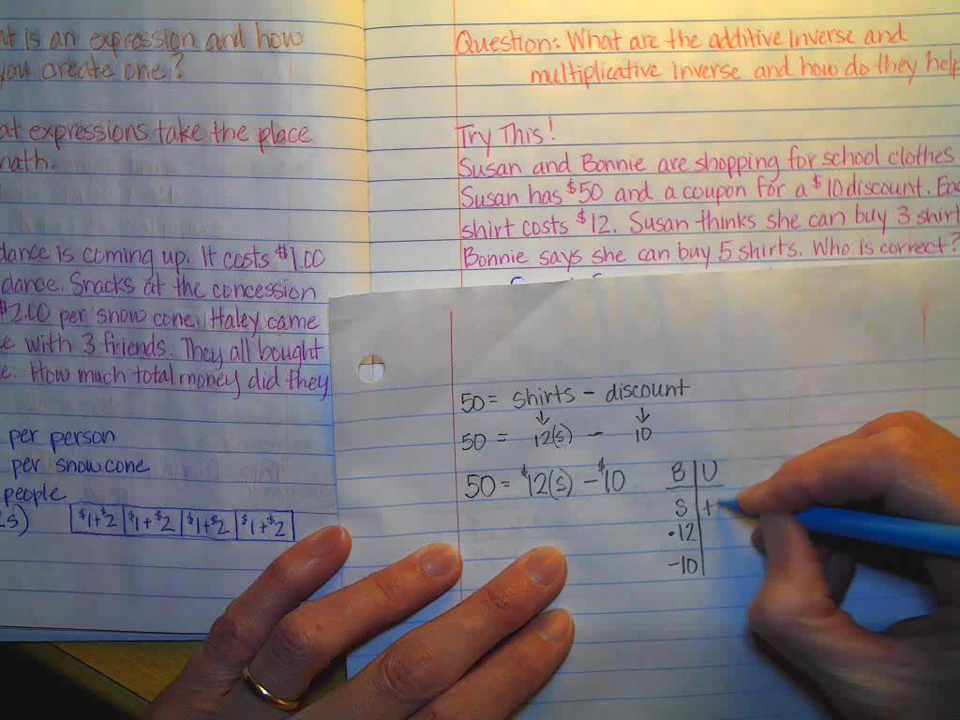 is an expression and how
you create one?
at expressions take the place
math.
dance is coming up. It costs $1.00
dance. Snacks at the concession
$2.00 per snow cone. Haley came
with 3 friends. They all bought
How much total money did they
per person
per snow cone
people
$1+$2 $1+$2 $1+$2 $1+$2
Question: What are the additive inverse and
multiplicative inverse and how do they help
Try This!
Susan and Bonnie are shopping for school clothes
Susan has $50 and a coupon for a $10 discount.
shirt costs $12. Susan thinks she can buy 3 shirt
Bonnie says she can buy 5 shirts. Who is correct?
50 = shirts - discount
50 = 12(s) - 10
50 = $12(s) - $10
B U
S +
·12
-10